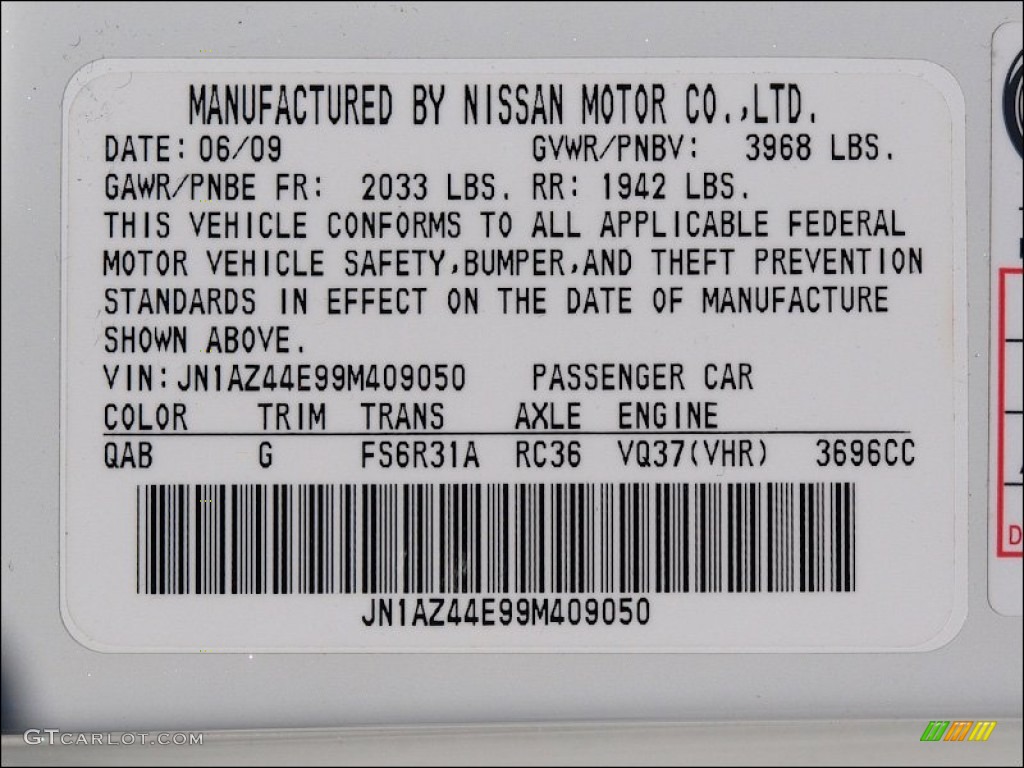 MANUFACTURED BY NISSAN MOTOR CO.,LTD.
DATE: 06/09 GVWR/PNBV: 3968 LBS.
GAWR/PNBE FR: 2033 LBS. RR: 1942 LBS.
THIS VEHICLE CONFORMS TO ALL APPLICABLE FEDERAL
MOTOR VEHICLE SAFETY,BUMPER,AND THEFT PREVENTION
STANDARDS IN EFFECT ON THE DATE OF MANUFACTURE
SHOWN ABOVE.
VIN:JN1AZ44E99M409050 PASSENGER CAR
COLOR TRIM TRANS AXLE ENGINE
QAB G FS6R31A RC36 VQ37(VHR) 3696CC
JN1AZ44E99M409050
D
GTCARLOT.COM